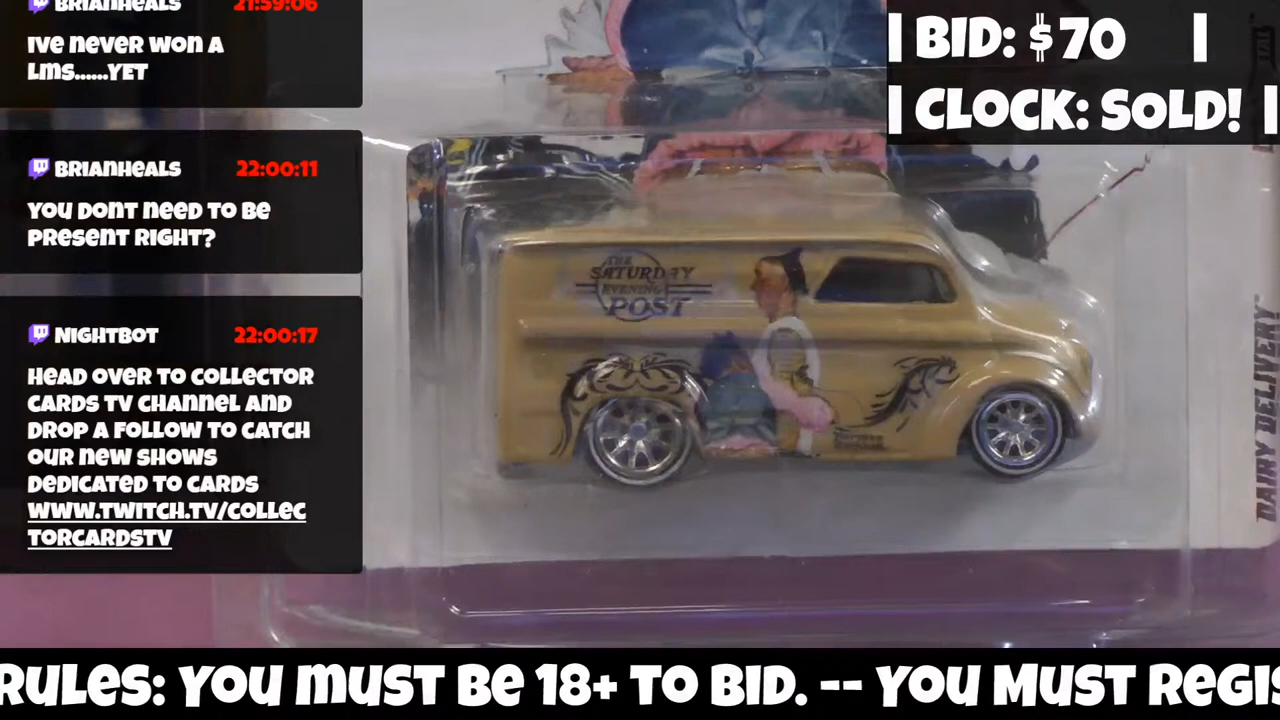 BRIANHEALS 21:59:06
IVE NEVER WON A
LMS......YET
BRIANHEALS 22:00:11
YOU DONT NEED TO BE
PRESENT RIGHT?
NIGHTBOT 22:00:17
HEAD OVER TO COLLECTOR
CARDS TV CHANNEL AND
DROP A FOLLOW TO CATCH
OUR NEW SHOWS
DEDICATED TO CARDS
WWW.TWITCH.TV/COLLEC
TORCARDSTV
| BID: $70 |
| CLOCK: SOLD! |
THE
SATURDAY
EVENING
POST
DAIRY DELIVERY
RULES: YOU MUST BE 18+ TO BID. -- YOU MUST REGIS